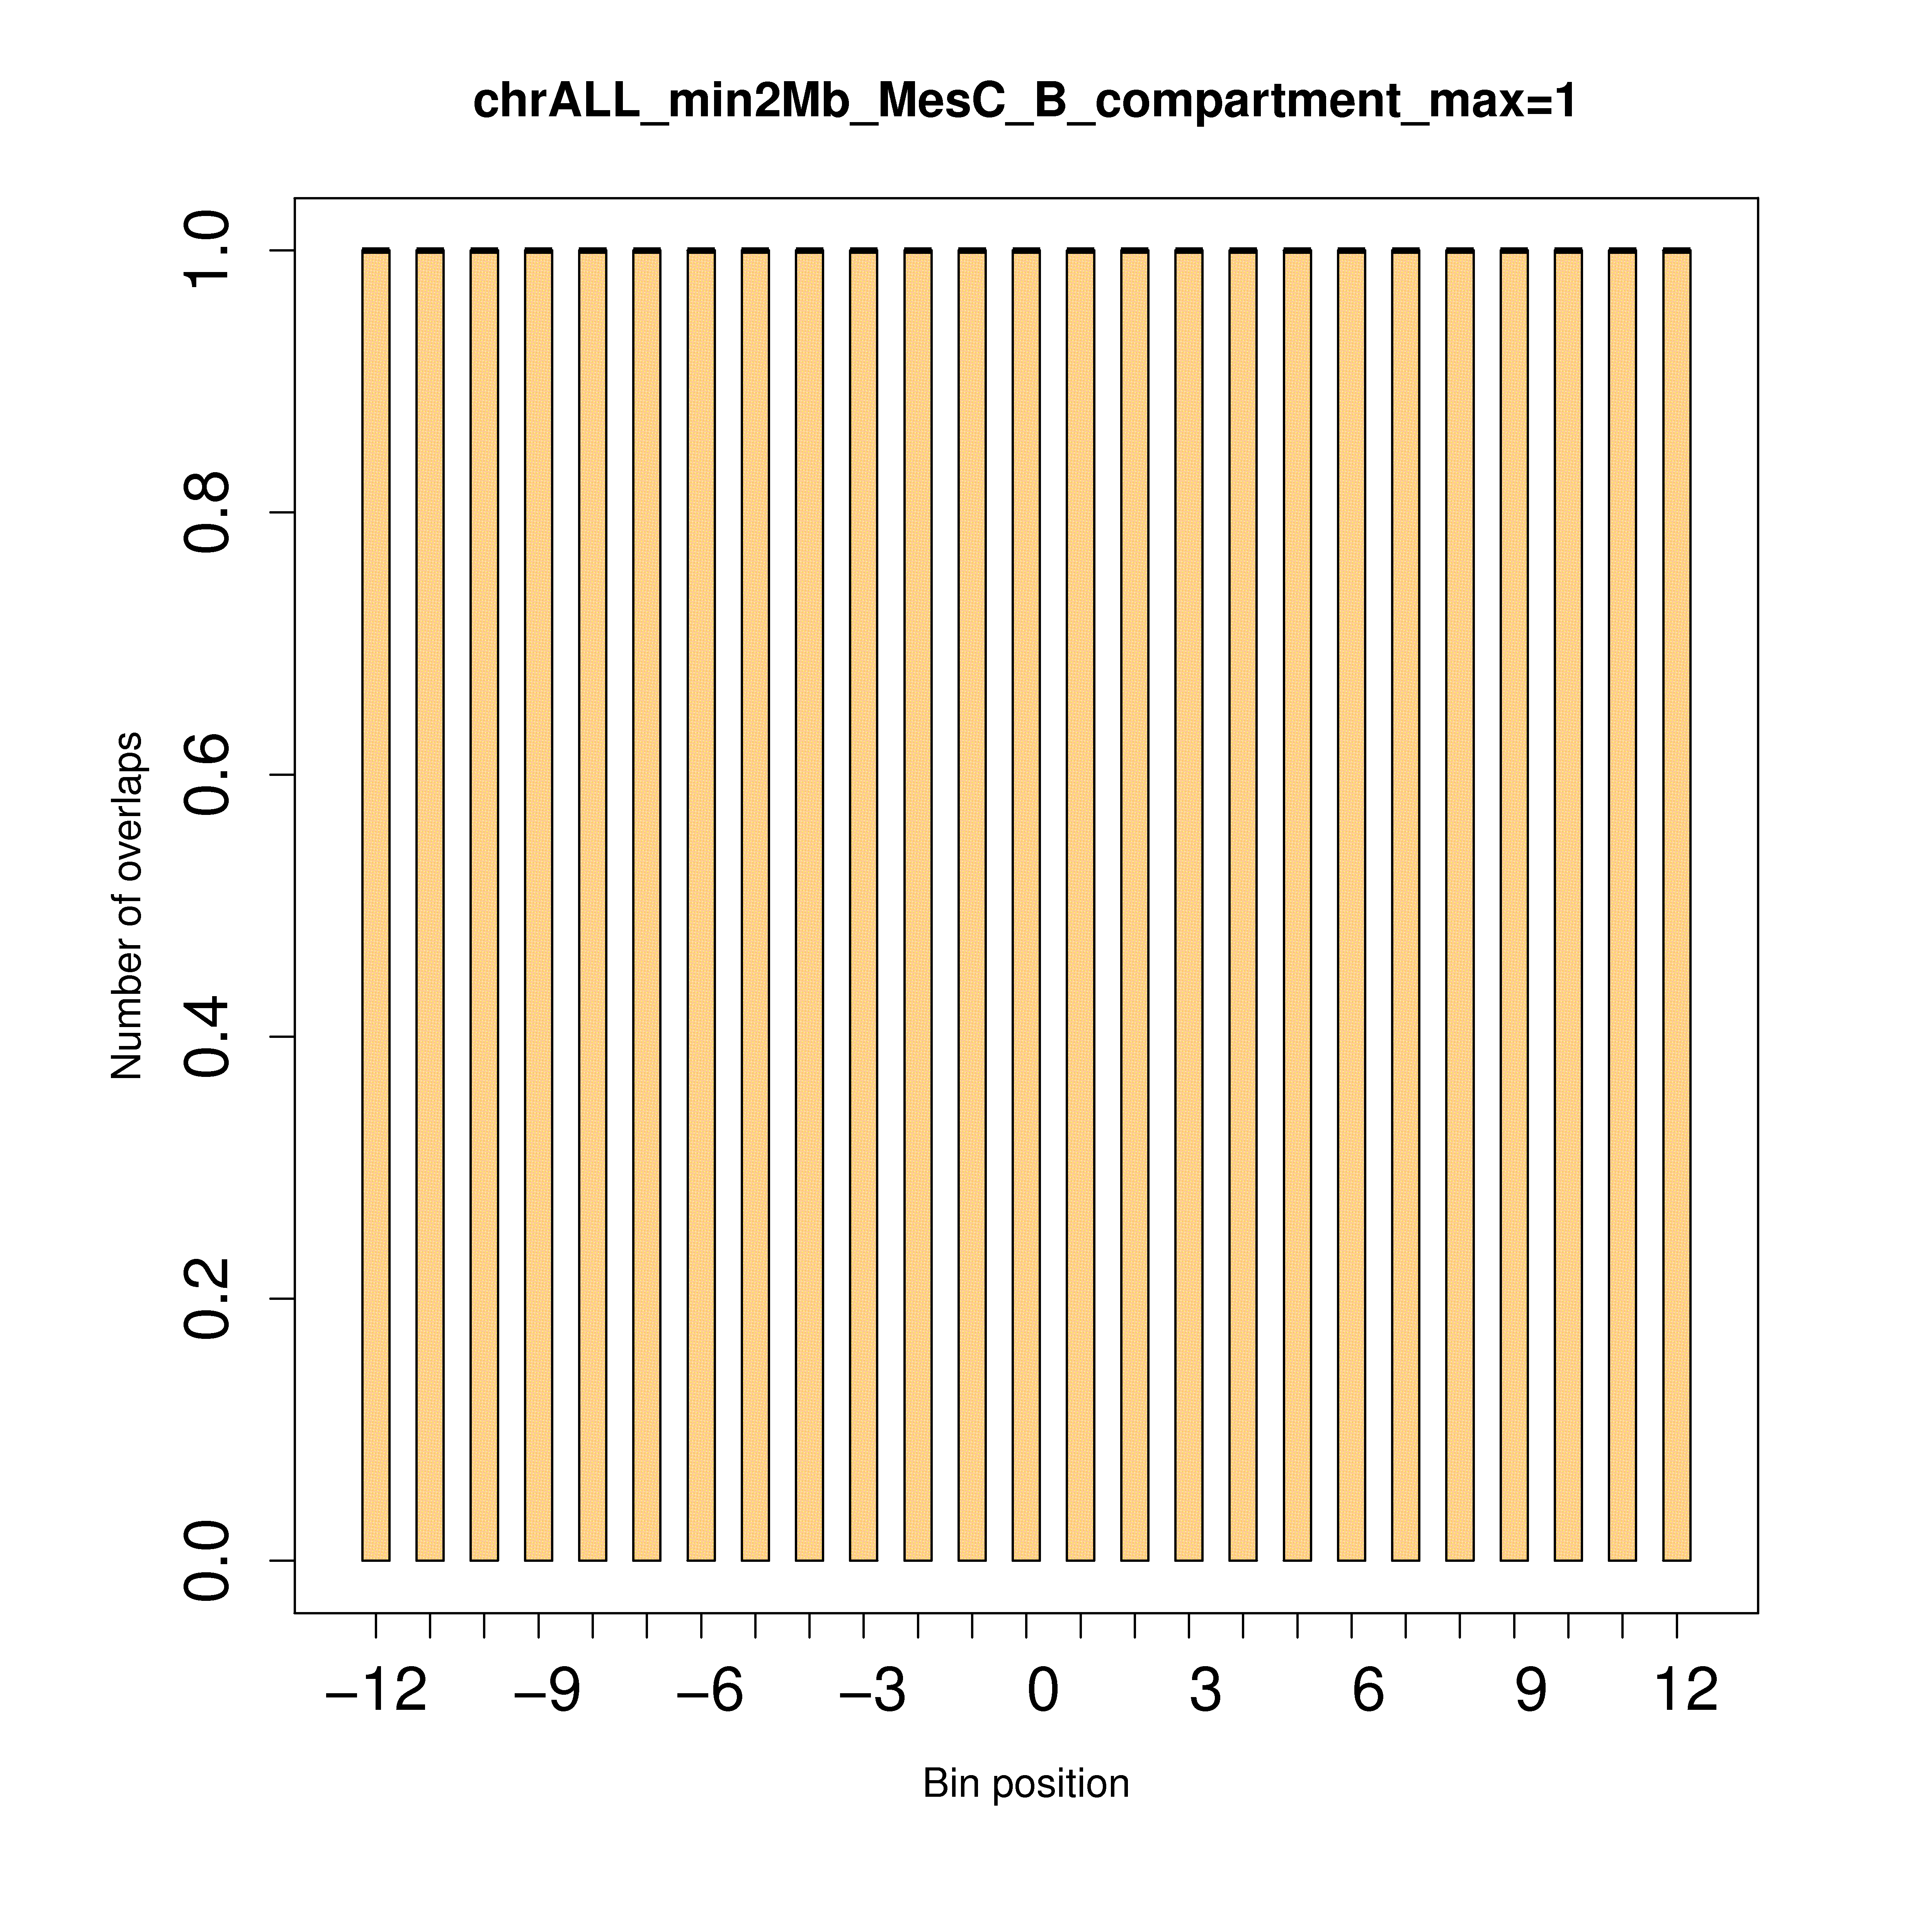 chrALL_min2Mb_MesC_B_compartment_max=1
Number of overlaps
1.0
0.8
0.6
0.4
0.2
0.0
−12 −9 −6 −3 0 3 6 9 12
Bin position